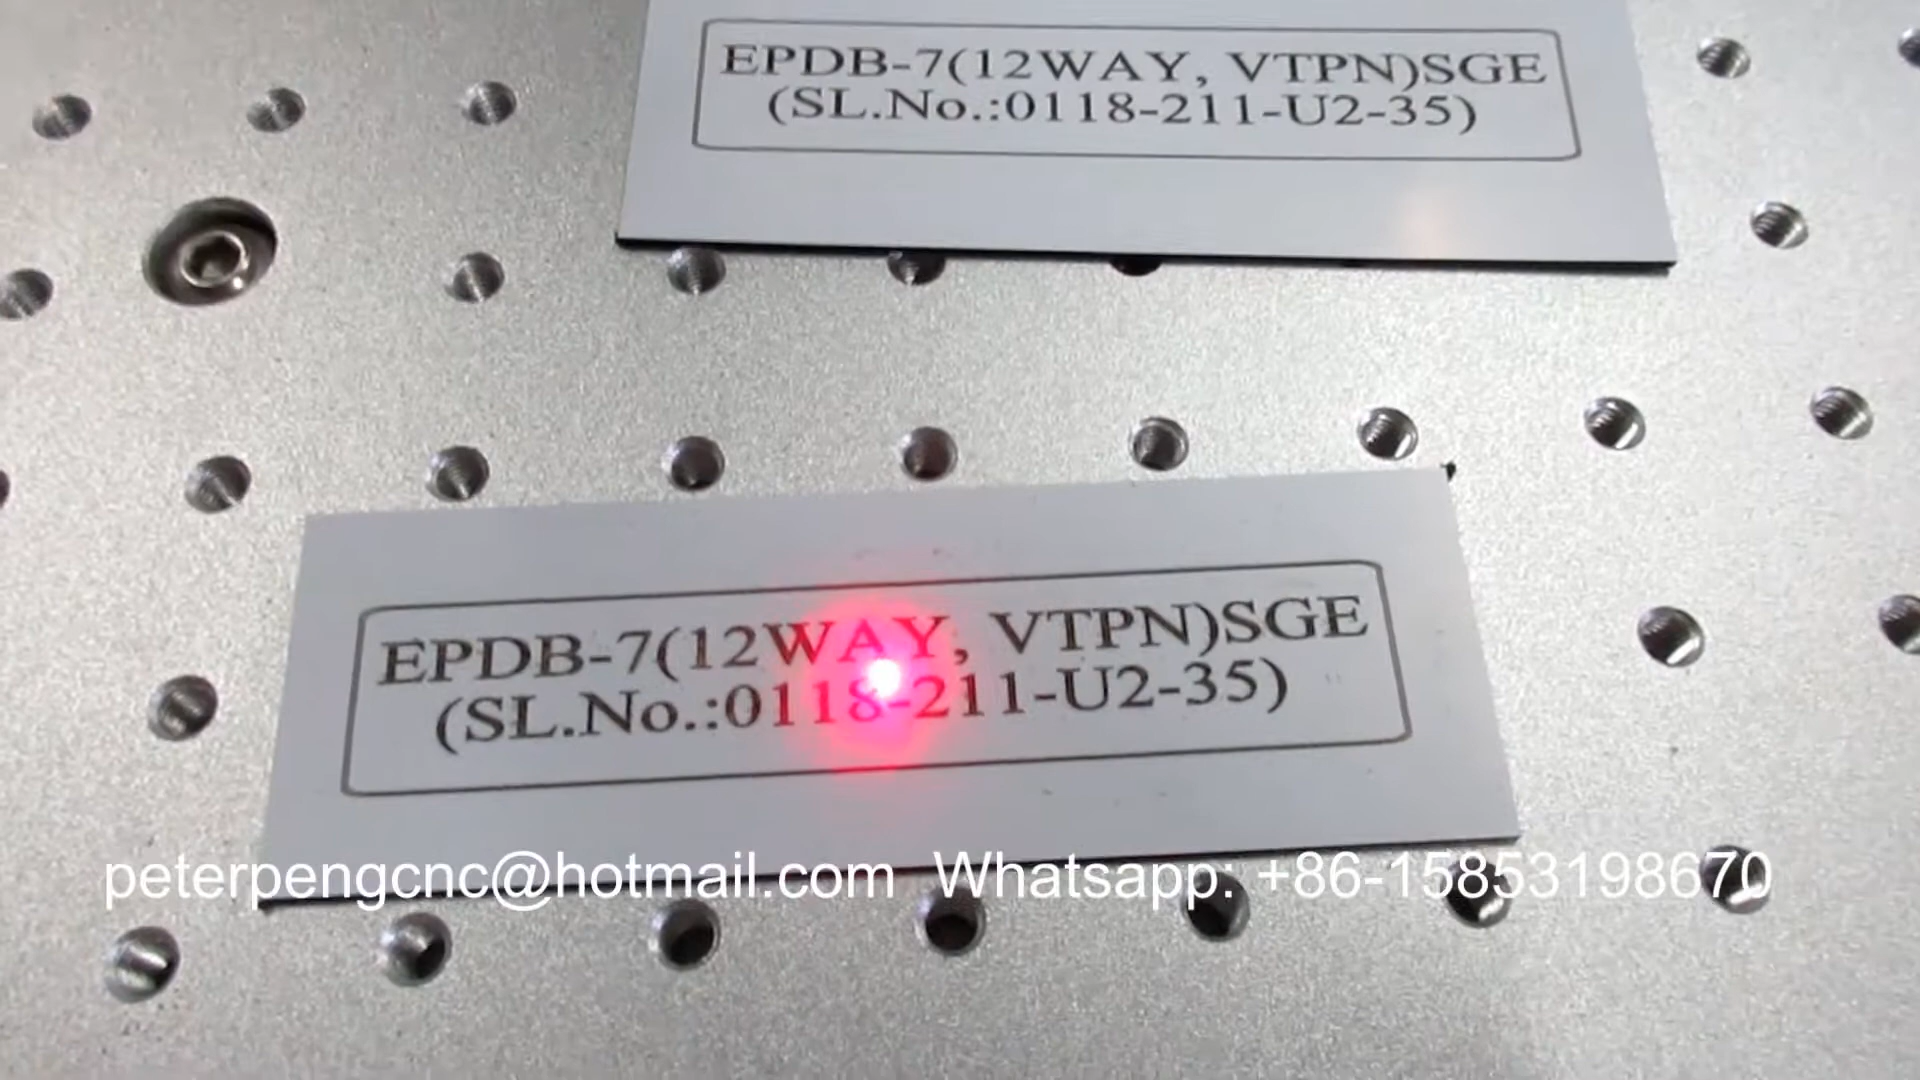 EPDB-7(12WAY, VTPN)SGE
(SL.No.:0118-211-U2-35)
EPDB-7(12WAY, VTPN)SGE
(SL.No.:0118-211-U2-35)
peterpengcnc@hotmail.com Whatsapp: +86-15853198670